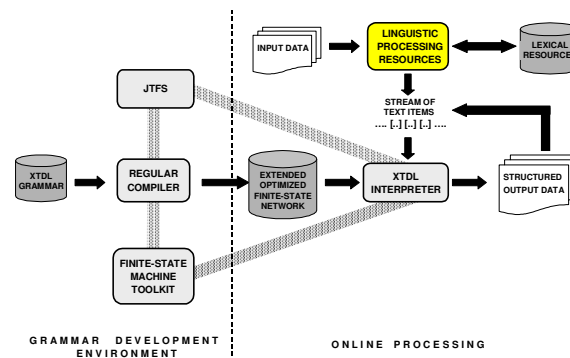 INPUT DATA
LINGUISTIC
PROCESSING
RESOURCES
LEXICAL
RESOURCES
JTFS
STREAM OF
TEXT ITEMS
.... [..] [..] [..] ....
XTDL
GRAMMAR
REGULAR
COMPILER
EXTENDED
OPTIMIZED
FINITE-STATE
NETWORK
XTDL
INTERPRETER
STRUCTURED
OUTPUT DATA
FINITE-STATE
MACHINE
TOOLKIT
GRAMMAR DEVELOPMENT
ENVIRONMENT
ONLINE PROCESSING